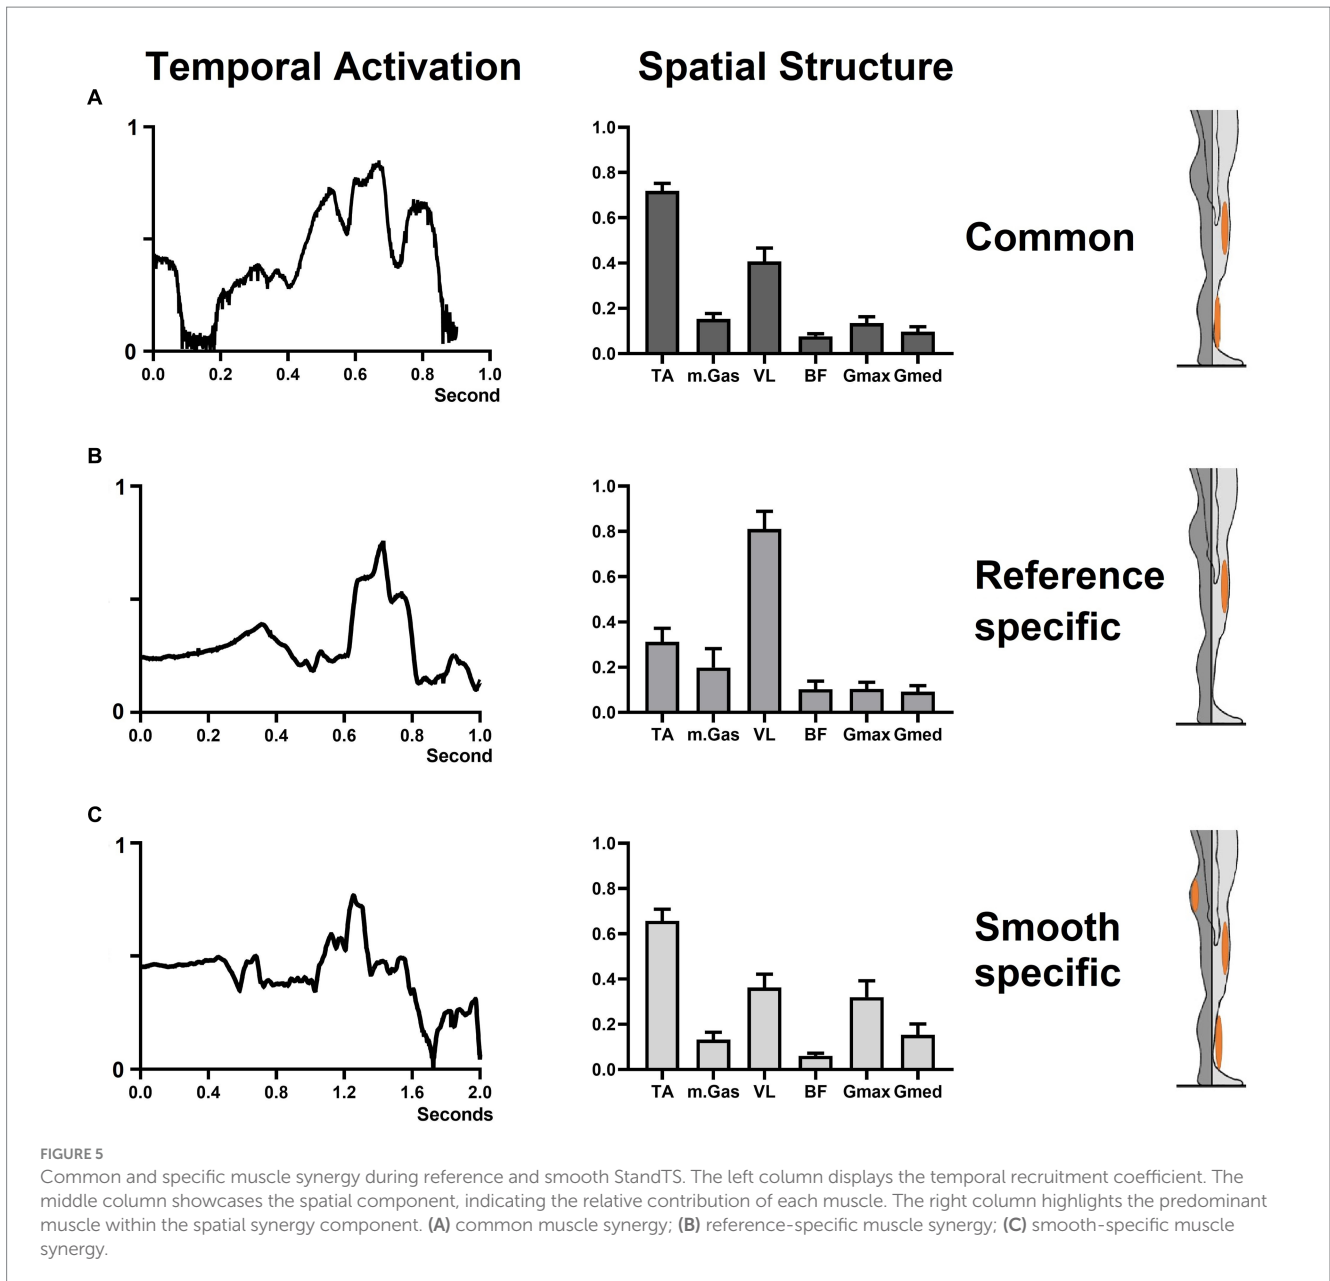 Temporal Activation
Spatial Structure
A
1
0
0.0 0.2 0.4 0.6 0.8 1.0
Second
1.0
0.8
0.6
0.4
0.2
0.0
TA m.Gas VL BF Gmax Gmed
Common
B
1
0
0.0 0.2 0.4 0.6 0.8 1.0
Second
1.0
0.8
0.6
0.4
0.2
0.0
TA m.Gas VL BF Gmax Gmed
Reference
specific
C
1
0
0.0 0.4 0.8 1.2 1.6 2.0
Seconds
1.0
0.8
0.6
0.4
0.2
0.0
TA m.Gas VL BF Gmax Gmed
Smooth
specific
FIGURE 5
Common and specific muscle synergy during reference and smooth StandTS. The left column displays the temporal recruitment coefficient. The
middle column showcases the spatial component, indicating the relative contribution of each muscle. The right column highlights the predominant
muscle within the spatial synergy component. (A) common muscle synergy; (B) reference-specific muscle synergy; (C) smooth-specific muscle
synergy.